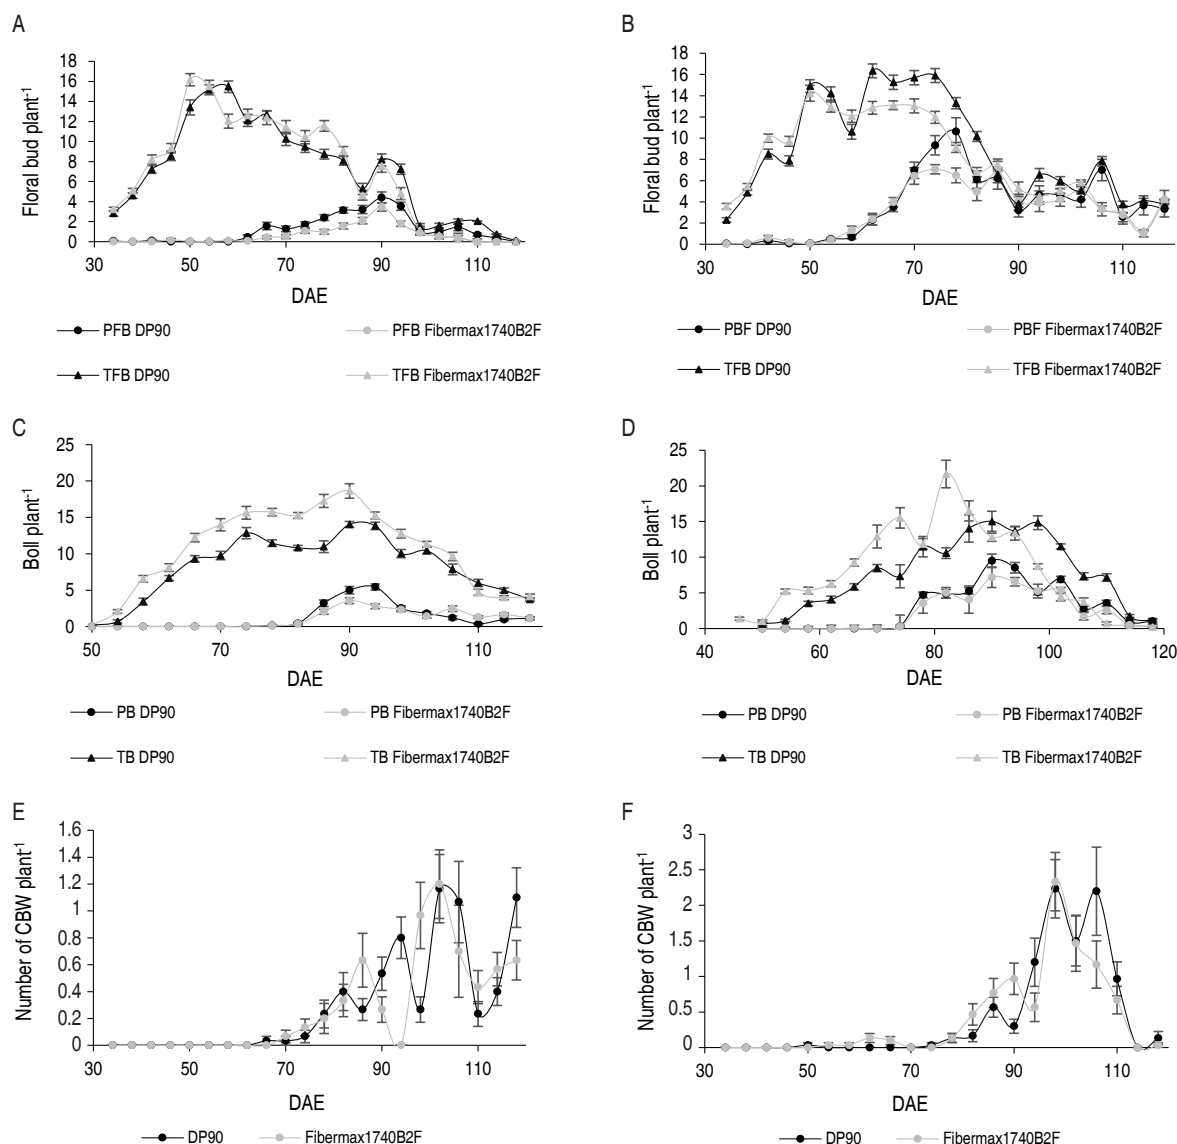 A
Floral bud plant-1
18
16
14
12
10
8
6
4
2
0
30 50 70 90 110
DAE
PFB DP90 PFB Fibermax1740B2F
TFB DP90 TFB Fibermax1740B2F
B
Floral bud plant-1
18
16
14
12
10
8
6
4
2
0
30 50 70 90 110
DAE
PBF DP90 PBF Fibermax1740B2F
TFB DP90 TFB Fibermax1740B2F
C
Boll plant-1
25
20
15
10
5
0
50 70 90 110
DAE
PB DP90 PB Fibermax1740B2F
TB DP90 TB Fibermax1740B2F
D
Boll plant-1
25
20
15
10
5
0
40 60 80 100 120
DAE
PB DP90 PB Fibermax1740B2F
TB DP90 TB Fibermax1740B2F
E
Number of CBW plant-1
1.6
1.4
1.2
1
0.8
0.6
0.4
0.2
0
30 50 70 90 110
DAE
DP90 Fibermax1740B2F
F
Number of CBW plant-1
3
2.5
2
1.5
1
0.5
0
30 50 70 90 110
DAE
DP90 Fibermax1740B2F